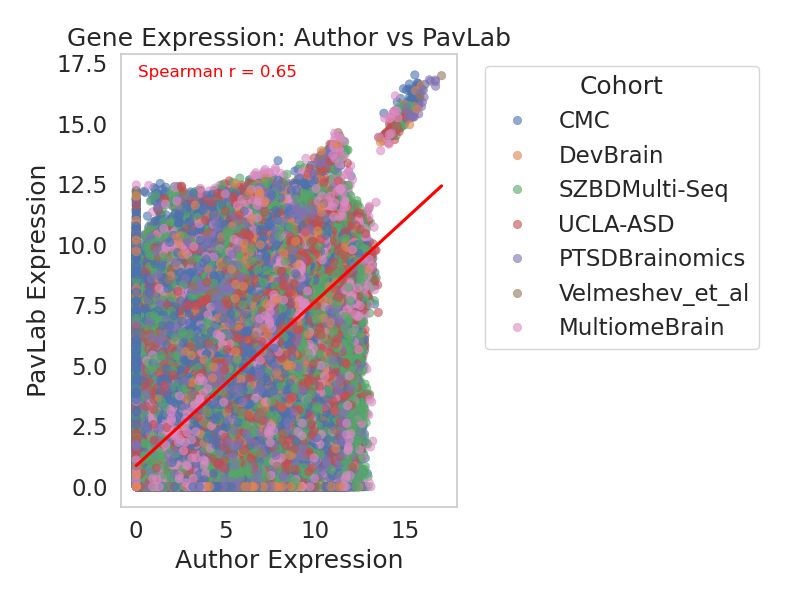 Gene Expression: Author vs PavLab
Spearman r = 0.65
17.5
15.0
12.5
10.0
7.5
5.0
2.5
0.0
PavLab Expression
0 5 10 15
Author Expression
Cohort
CMC
DevBrain
SZBDMulti-Seq
UCLA-ASD
PTSDBrainomics
Velmeshev_et_al
MultiomeBrain